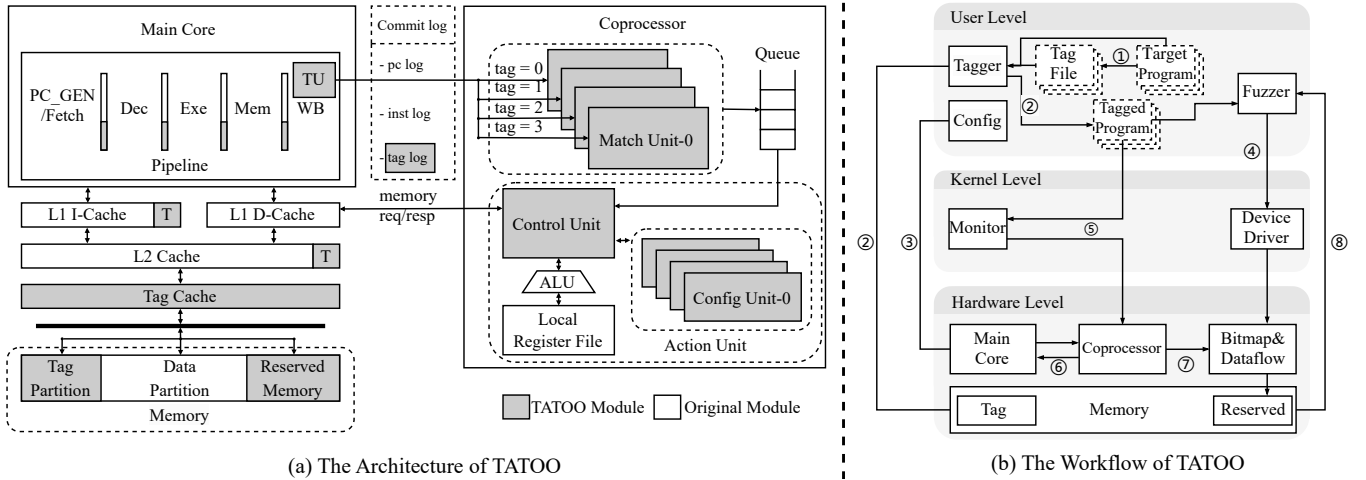 Main Core
PC_GEN
/Fetch
Dec
Exe
Mem
TU
WB
Pipeline
L1 I-Cache
T
L1 D-Cache
L2 Cache
T
Tag Cache
Tag
Partition
Data
Partition
Reserved
Memory
Memory
Commit log
- pc log
- inst log
- tag log
memory
req/resp
Coprocessor
tag = 0
tag = 1
tag = 2
tag = 3
Match Unit-0
Queue
Control Unit
ALU
Local
Register File
Config Unit-0
Action Unit
TATOO Module
Original Module
(a) The Architecture of TATOO
User Level
Tagger
Tag
File
①
Target
Program
②
Tagged
Program
Fuzzer
Config
④
Kernel Level
Monitor
⑤
Device
Driver
②
③
⑧
Hardware Level
Main
Core
⑥
Coprocessor
⑦
Bitmap&
Dataflow
Tag
Memory
Reserved
(b) The Workflow of TATOO